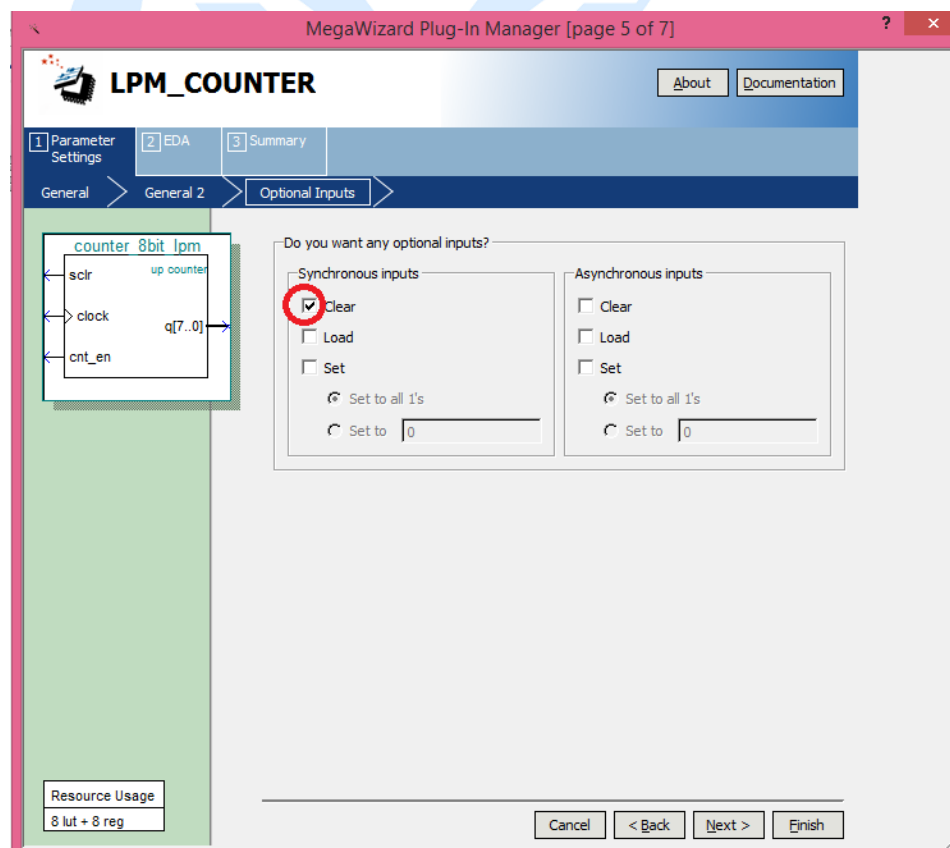 MegaWizard Plug-In Manager [page 5 of 7]
? ×
LPM_COUNTER
About
Documentation
1 Parameter Settings
2 EDA
3 Summary
General
General 2
Optional Inputs
counter_8bit_lpm
sclr
up counter
clock
q[7..0]
cnt_en
Do you want any optional inputs?
Synchronous inputs
Clear
Load
Set
Set to all 1's
Set to 0
Asynchronous inputs
Clear
Load
Set
Set to all 1's
Set to 0
Resource Usage
8 lut + 8 reg
Cancel
< Back
Next >
Finish